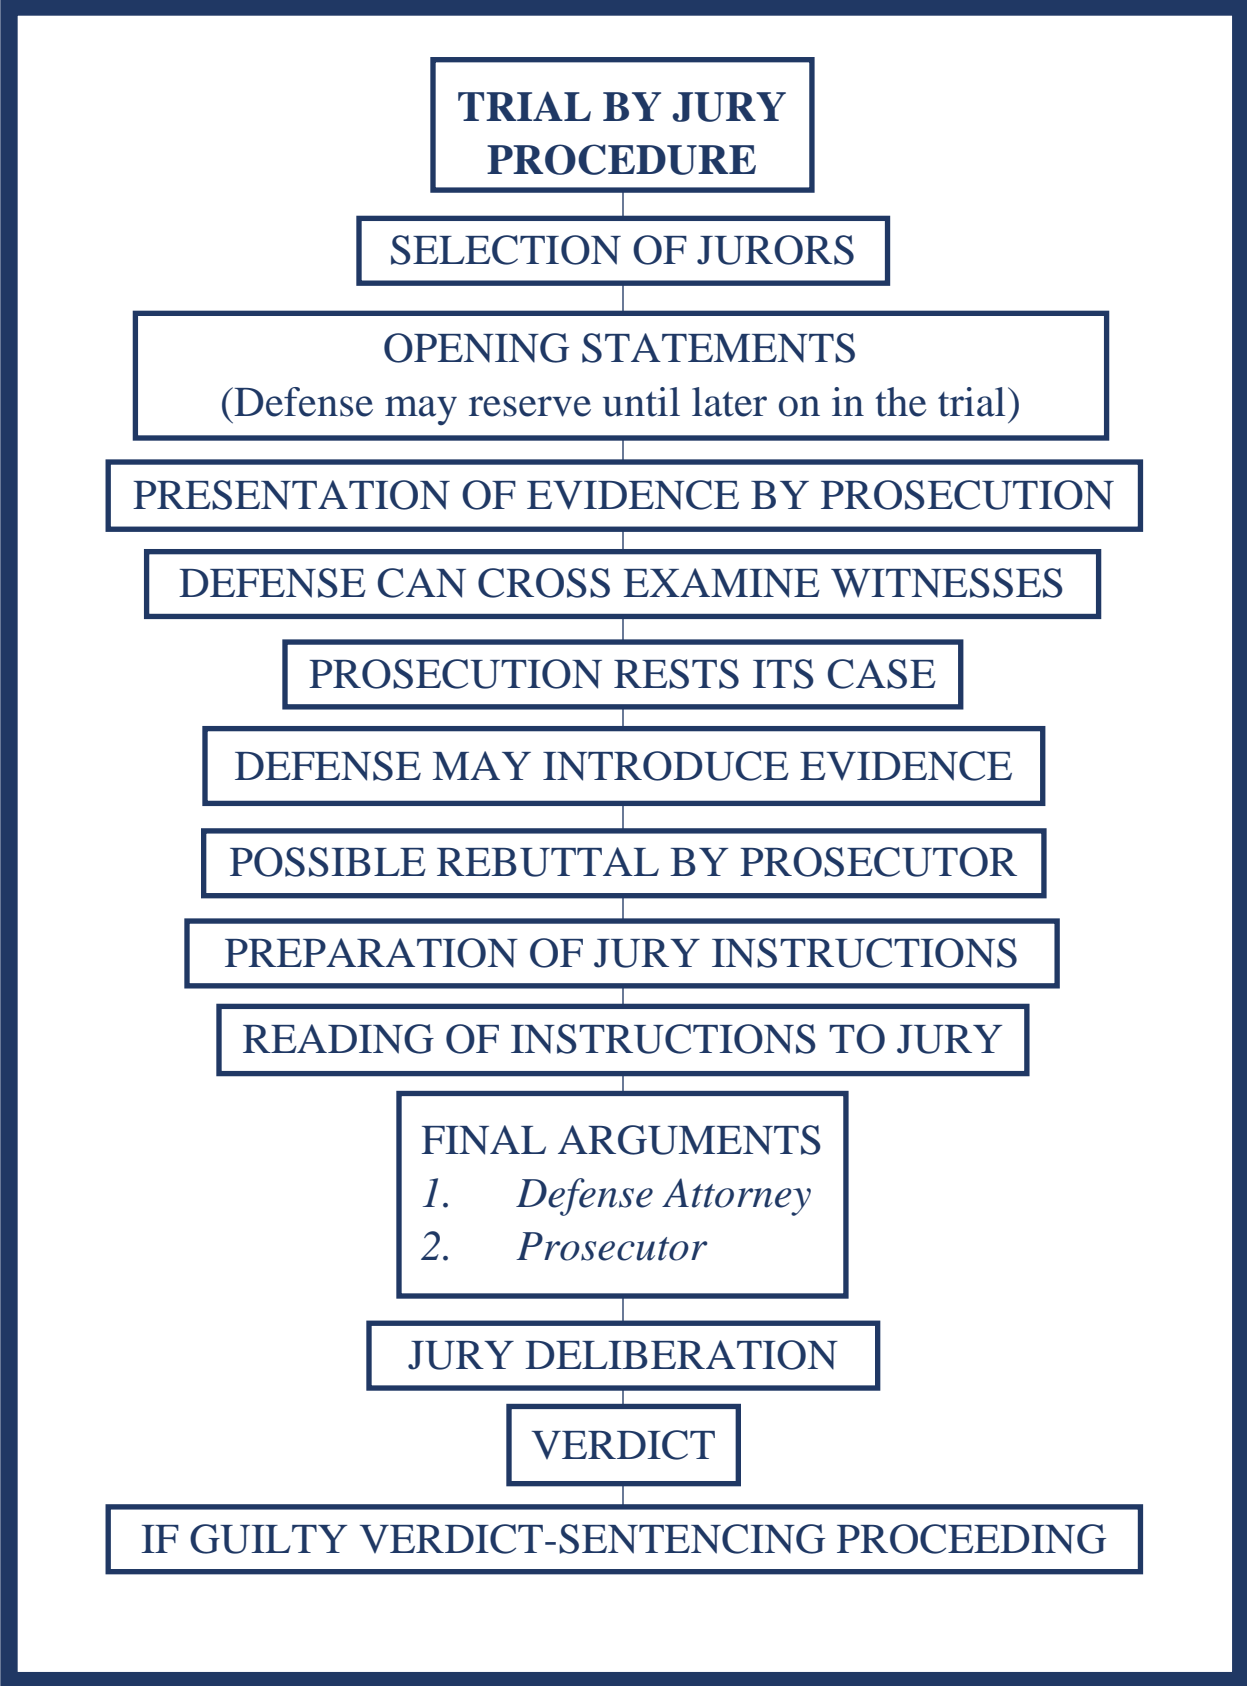 TRIAL BY JURY
PROCEDURE
SELECTION OF JURORS
OPENING STATEMENTS
(Defense may reserve until later on in the trial)
PRESENTATION OF EVIDENCE BY PROSECUTION
DEFENSE CAN CROSS EXAMINE WITNESSES
PROSECUTION RESTS ITS CASE
DEFENSE MAY INTRODUCE EVIDENCE
POSSIBLE REBUTTAL BY PROSECUTOR
PREPARATION OF JURY INSTRUCTIONS
READING OF INSTRUCTIONS TO JURY
FINAL ARGUMENTS
1. Defense Attorney
2. Prosecutor
JURY DELIBERATION
VERDICT
IF GUILTY VERDICT-SENTENCING PROCEEDING